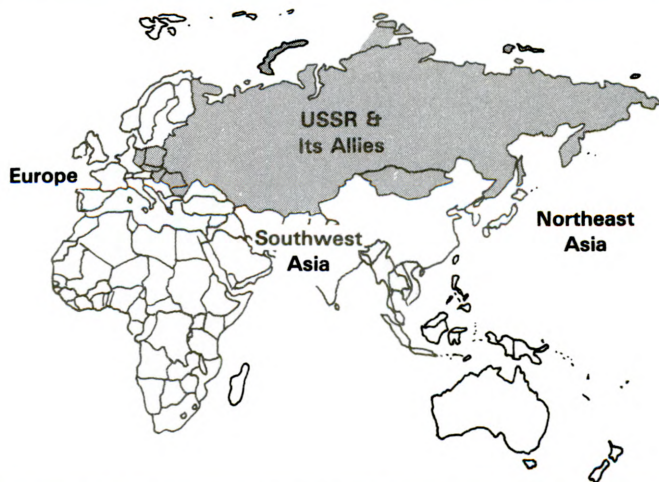 USSR &
Its Allies
Europe
Northeast
Asia
Southwest
Asia